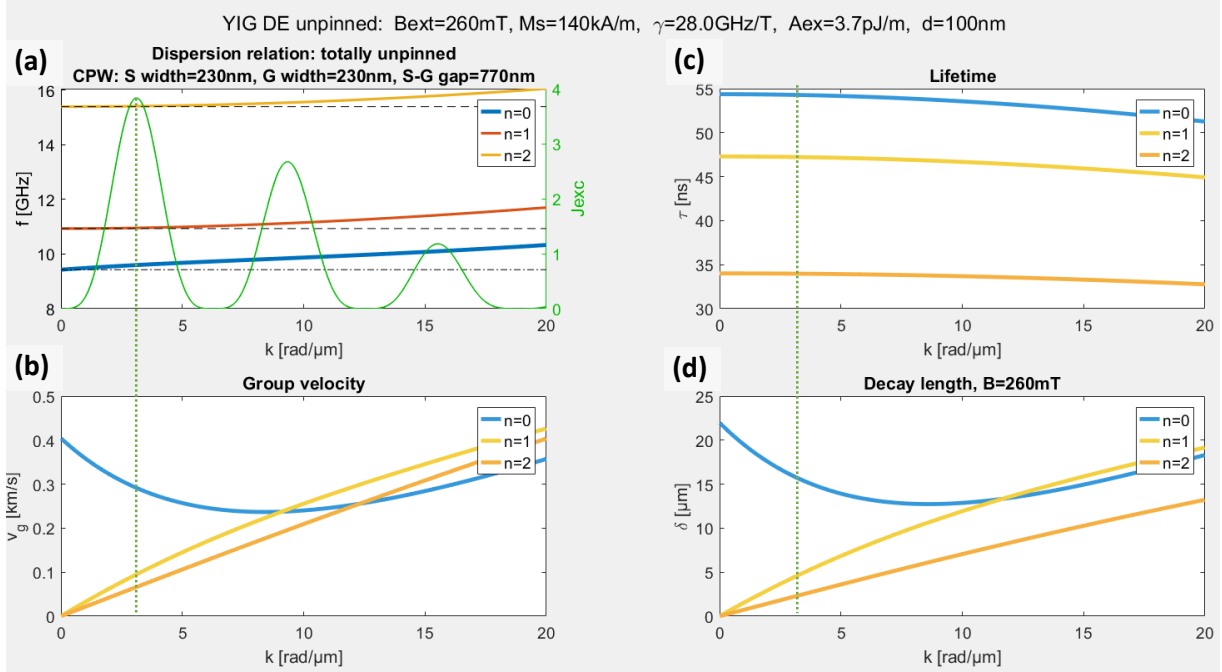 YIG DE unpinned: Bext=260mT, Ms=140kA/m, γ=28.0GHz/T, Aex=3.7pJ/m, d=100nm
(a)
Dispersion relation: totally unpinned
CPW: S width=230nm, G width=230nm, S-G gap=770nm
f [GHz]
16
14
12
10
8
4
3
2
1
0
Jexc
n=0
n=1
n=2
0
5
10
15
20
k [rad/µm]
(c)
Lifetime
τ [ns]
55
50
45
40
35
30
n=0
n=1
n=2
0
5
10
15
20
k [rad/µm]
(b)
Group velocity
v_g [km/s]
0.5
0.4
0.3
0.2
0.1
0
n=0
n=1
n=2
0
5
10
15
20
k [rad/µm]
(d)
Decay length, B=260mT
δ [µm]
25
20
15
10
5
0
n=0
n=1
n=2
0
5
10
15
20
k [rad/µm]